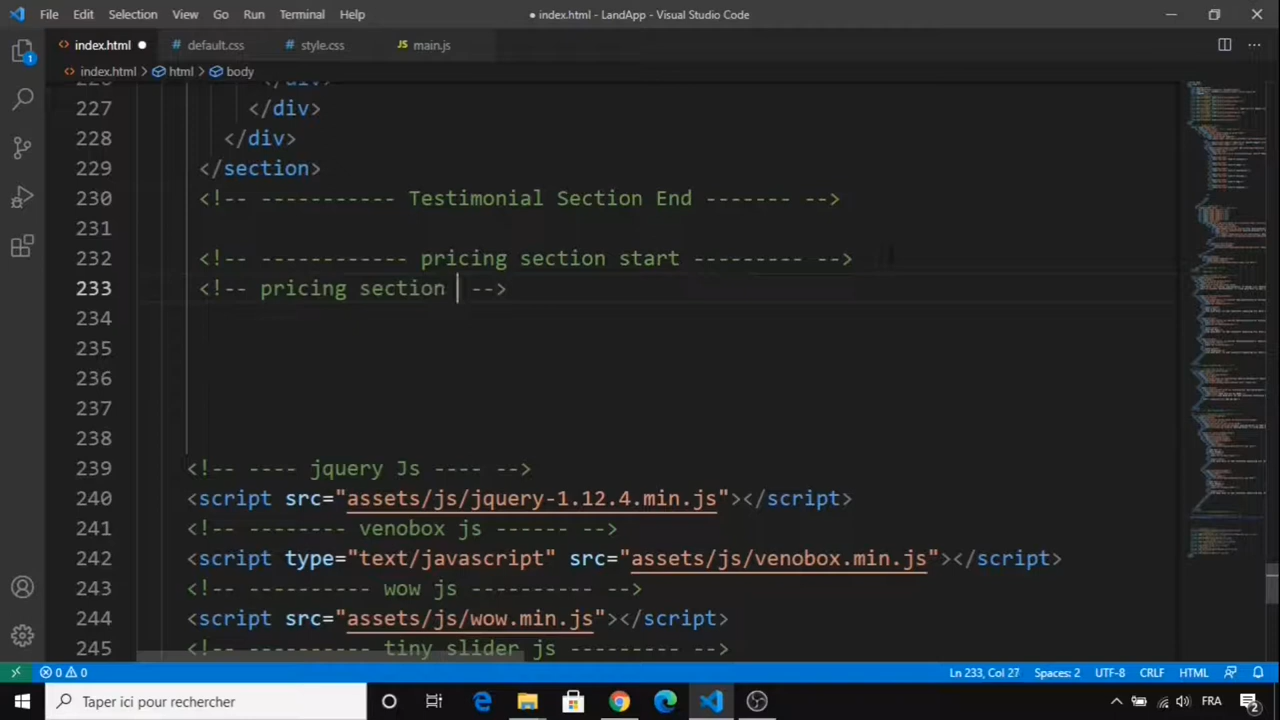 File Edit Selection View Go Run Terminal Help ● index.html - LandApp - Visual Studio Code
<> index.html ● # default.css # style.css JS main.js
<> index.html > html > body
227 </div>
228 </div>
229 </section>
230 <!-- ----------- Testimonial Section End ------- -->
231
232 <!-- ------------ pricing section start --------- -->
233 <!-- pricing section  -->
234
235
236
237
238
239 <!-- ---- jquery Js ---- -->
240 <script src="assets/js/jquery-1.12.4.min.js"></script>
241 <!-- -------- venobox js ------ -->
242 <script type="text/javascript" src="assets/js/venobox.min.js"></script>
243 <!-- ---------- wow js ---------- -->
244 <script src="assets/js/wow.min.js"></script>
245 <!-- ---------- tiny slider js --------- -->
1
0 0 Ln 233, Col 27 Spaces: 2 UTF-8 CRLF HTML
Taper ici pour rechercher FRA 2